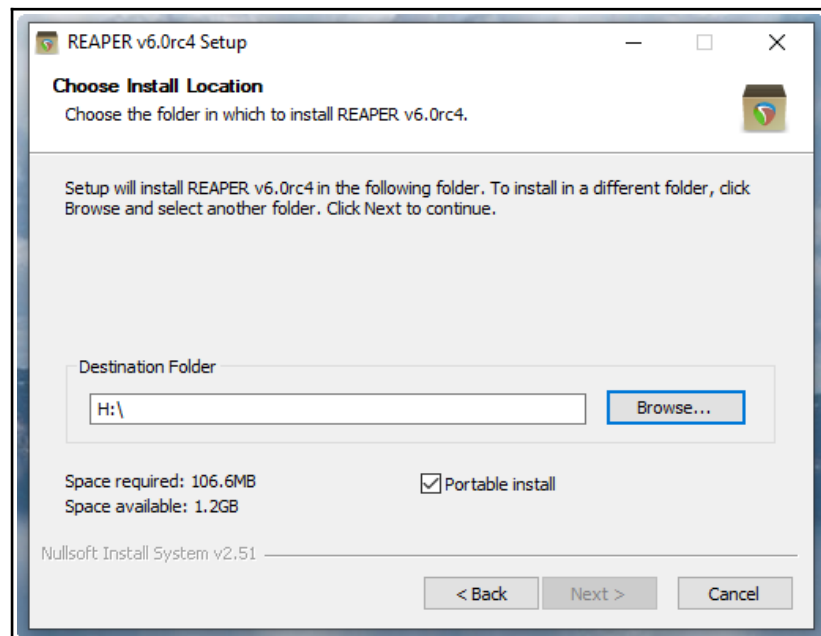 REAPER v6.0rc4 Setup
Choose Install Location
Choose the folder in which to install REAPER v6.0rc4.
Setup will install REAPER v6.0rc4 in the following folder. To install in a different folder, click
Browse and select another folder. Click Next to continue.
Destination Folder
H:\
Browse...
Space required: 106.6MB
Portable install
Space available: 1.2GB
Nullsoft Install System v2.51
< Back
Next >
Cancel